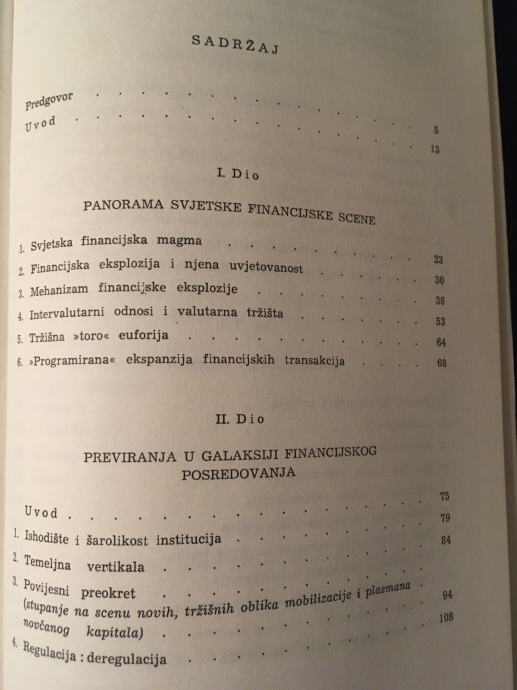 SADRŽAJ
Predgovor . . . . . . . . . . . . . 5
Uvod . . . . . . . . . . . . . . 13
I. Dio
PANORAMA SVJETSKE FINANCIJSKE SCENE
1. Svjetska financijska magma . . . . . . . 23
2. Financijska eksplozija i njena uvjetovanost . . . . 30
3. Mehanizam financijske eksplozije . . . . . . 38
4. Intervalutarni odnosi i valutarna tržišta . . . . . 53
5. Tržišna »toro« euforija . . . . . . . . 64
6. »Programirana« ekspanzija financijskih transakcija . . . . 68
II. Dio
PREVIRANJA U GALAKSIJI FINANCIJSKOG
POSREDOVANJA
Uvod . . . . . . . . . . . . . . 75
1. Ishodište i šarolikost institucija . . . . . . . 79
2. Temeljna vertikala . . . . . . . . . . 84
3. Povijesni preokret . . . . . . . . . .
(stupanje na scenu novih, tržišnih oblika mobilizacije i plasmana
novčanog kapitala) . . . . . . . . . . 94
4. Regulacija : deregulacija . . . . . . . . 108